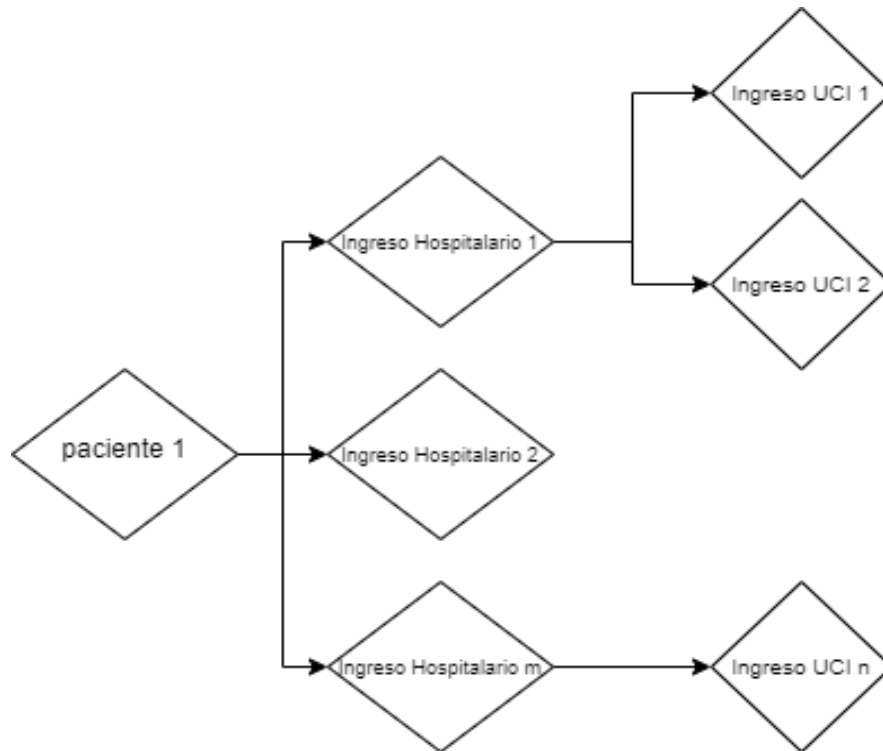 Ingreso UCI 1
Ingreso Hospitalario 1
Ingreso UCI 2
paciente 1
Ingreso Hospitalario 2
Ingreso Hospitalario m
Ingreso UCI n